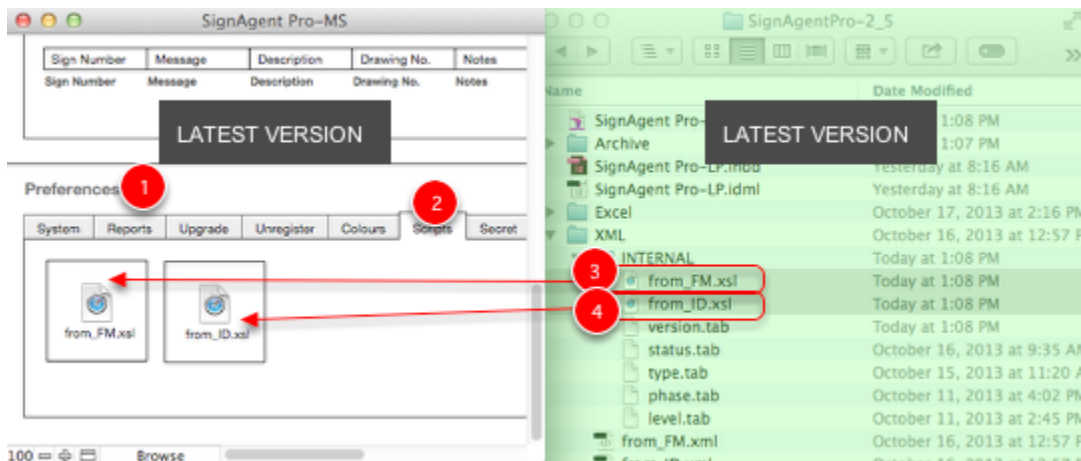 SignAgent Pro-MS
Sign Number Message Description Drawing No. Notes
Sign Number Message Description Drawing No. Notes
LATEST VERSION
Preferences 1
2
System Reports Upgrade Unregister Colours Scripts Secret
from_FM.xsl from_ID.xsl
100 Browse
SignAgentPro-2_5
Name Date Modified
SignAgent Pro- 1:08 PM
Archive 1:07 PM
LATEST VERSION
SignAgent Pro-LP.indd Yesterday at 8:16 AM
SignAgent Pro-LP.idml Yesterday at 8:16 AM
Excel October 17, 2013 at 2:16 PM
XML October 16, 2013 at 12:57 P
INTERNAL Today at 1:08 PM
3 from_FM.xsl Today at 1:08 PM
4 from_ID.xsl Today at 1:08 PM
version.tab Today at 1:08 PM
status.tab October 16, 2013 at 9:35 AM
type.tab October 15, 2013 at 11:20 A
phase.tab October 11, 2013 at 4:02 PM
level.tab October 11, 2013 at 2:45 PM
from_FM.xml October 16, 2013 at 12:57 P